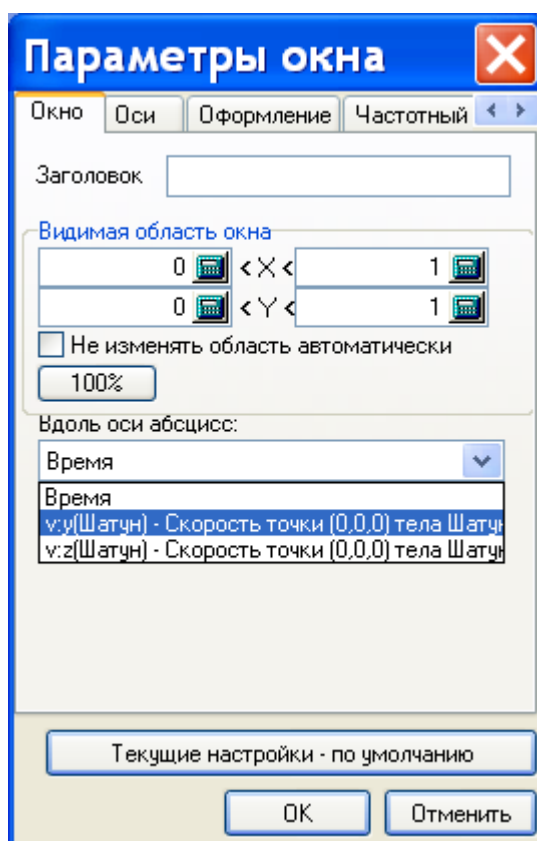 Параметры окна
Окно Оси Оформление Частотный
Заголовок
Видимая область окна
0 < X < 1
0 < Y < 1
Не изменять область автоматически
100%
Вдоль оси абсцисс:
Время
Время
v:y(Шатун) - Скорость точки (0,0,0) тела Шатун
v:z(Шатун) - Скорость точки (0,0,0) тела Шатун
Текущие настройки - по умолчанию
OK Отменить